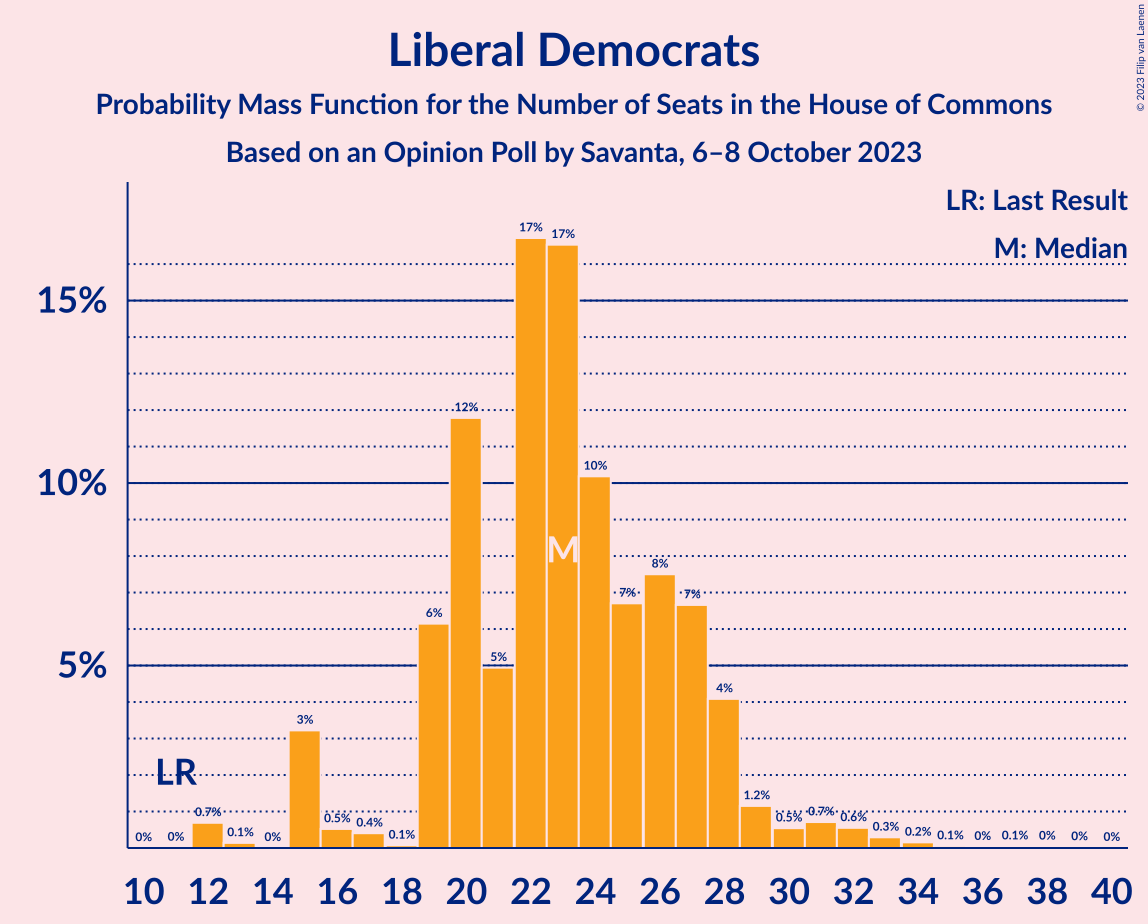 Liberal Democrats
Probability Mass Function for the Number of Seats in the House of Commons
Based on an Opinion Poll by Savanta, 6–8 October 2023
© 2023 Filip van Laenen
LR: Last Result
M: Median
15%
10%
5%
0% 0% 0.7% 0.1% 0% 3% 0.5% 0.4% 0.1% 6% 12% 5% 17% 17% 10% 7% 8% 7% 4% 1.2% 0.5% 0.7% 0.6% 0.3% 0.2% 0.1% 0% 0.1% 0% 0% 0%
LR
M
10 12 14 16 18 20 22 24 26 28 30 32 34 36 38 40